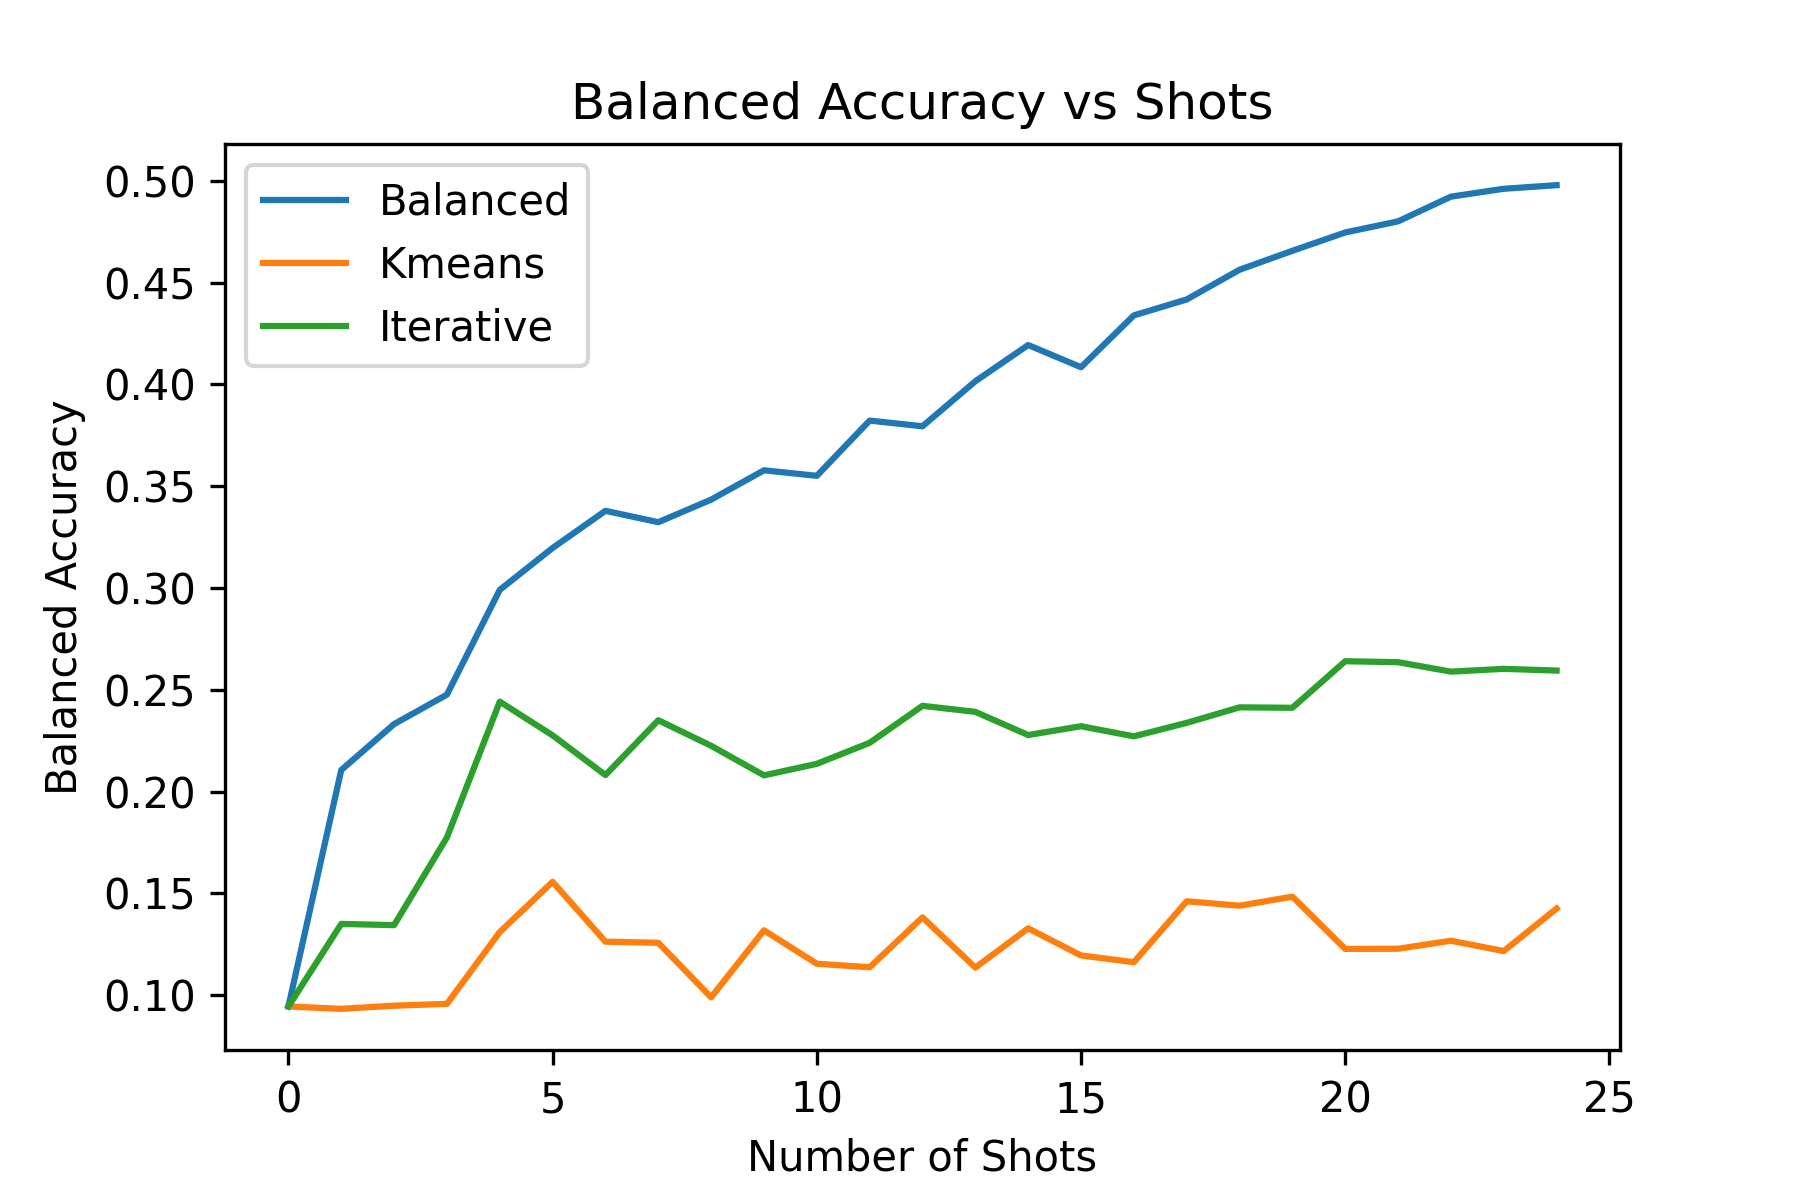 Balanced Accuracy vs Shots
Balanced
Kmeans
Iterative
Balanced Accuracy
0.50
0.45
0.40
0.35
0.30
0.25
0.20
0.15
0.10
0 5 10 15 20 25
Number of Shots